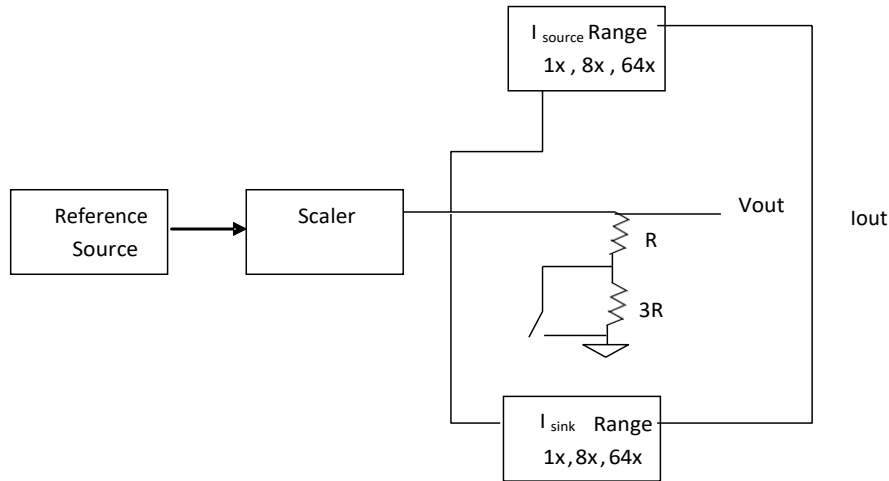 I source Range
1x , 8x , 64x
Reference
Source
Scaler
Vout
Iout
R
3R
I sink Range
1x, 8x, 64x